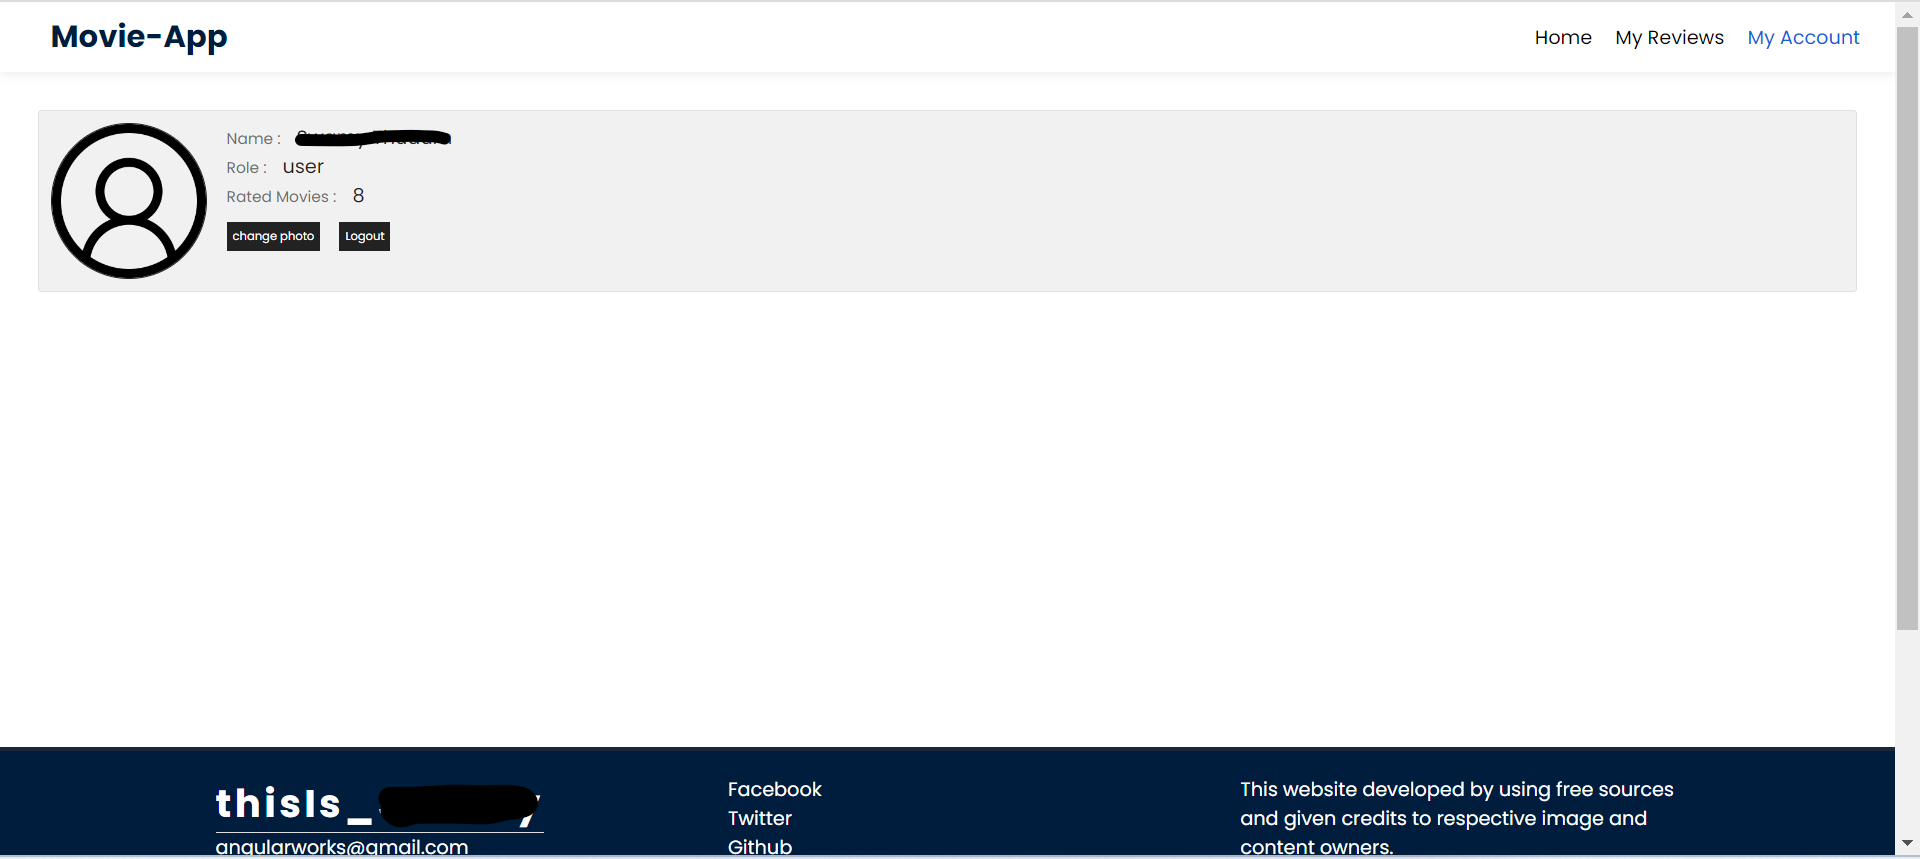 Movie-App
Home My Reviews My Account
Name :
Role : user
Rated Movies : 8
change photo Logout
thisIs_
angularworks@gmail.com
Facebook
Twitter
Github
This website developed by using free sources
and given credits to respective image and
content owners.